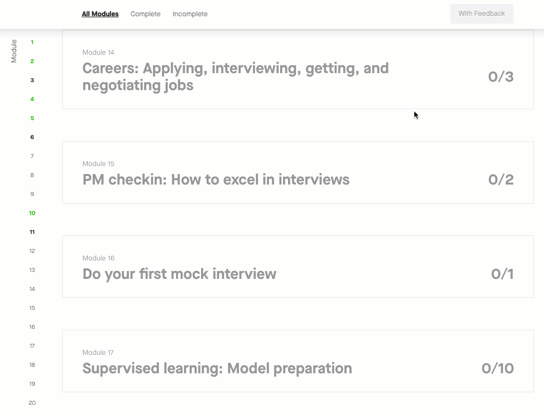 All Modules Complete Incomplete With Feedback
Module
1
2
3
4
5
6
7
8
9
10
11
12
13
14
15
16
17
18
19
20
Module 14
Careers: Applying, interviewing, getting, and
negotiating jobs
0/3
Module 15
PM checkin: How to excel in interviews
0/2
Module 16
Do your first mock interview
0/1
Module 17
Supervised learning: Model preparation
0/10